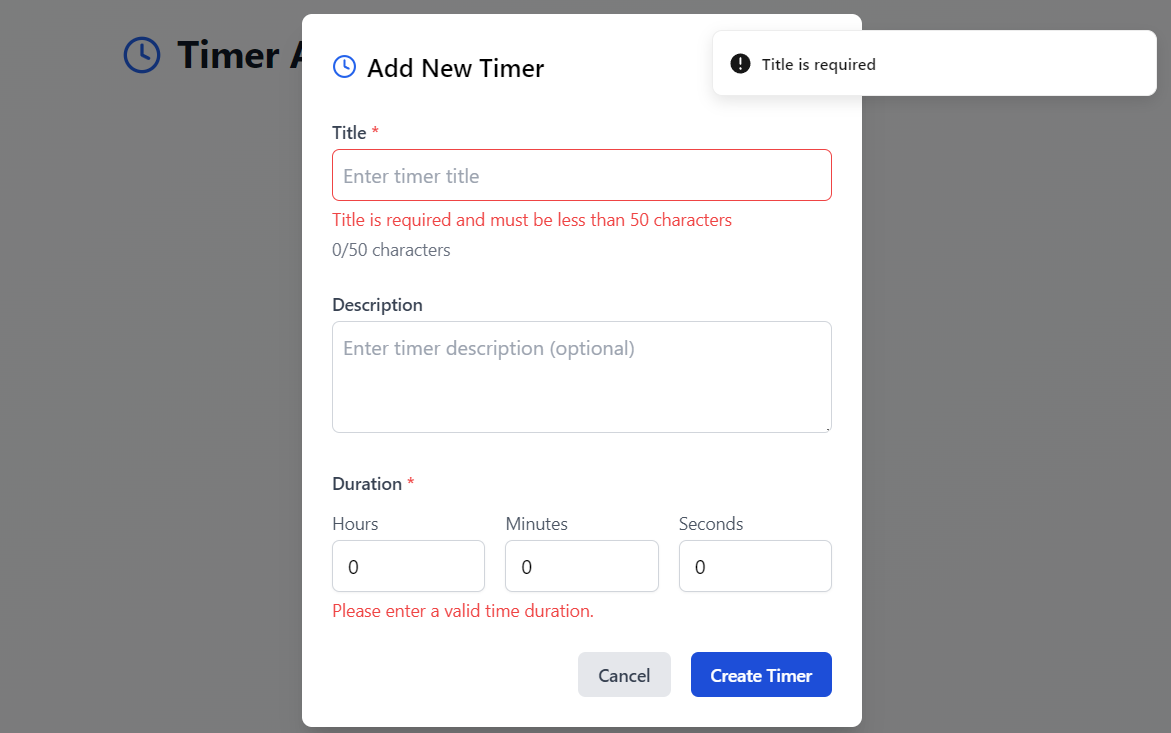 Timer A
Add New Timer
Title is required
Title *
Enter timer title
Title is required and must be less than 50 characters
0/50 characters
Description
Enter timer description (optional)
Duration *
Hours Minutes Seconds
0 0 0
Please enter a valid time duration.
Cancel Create Timer